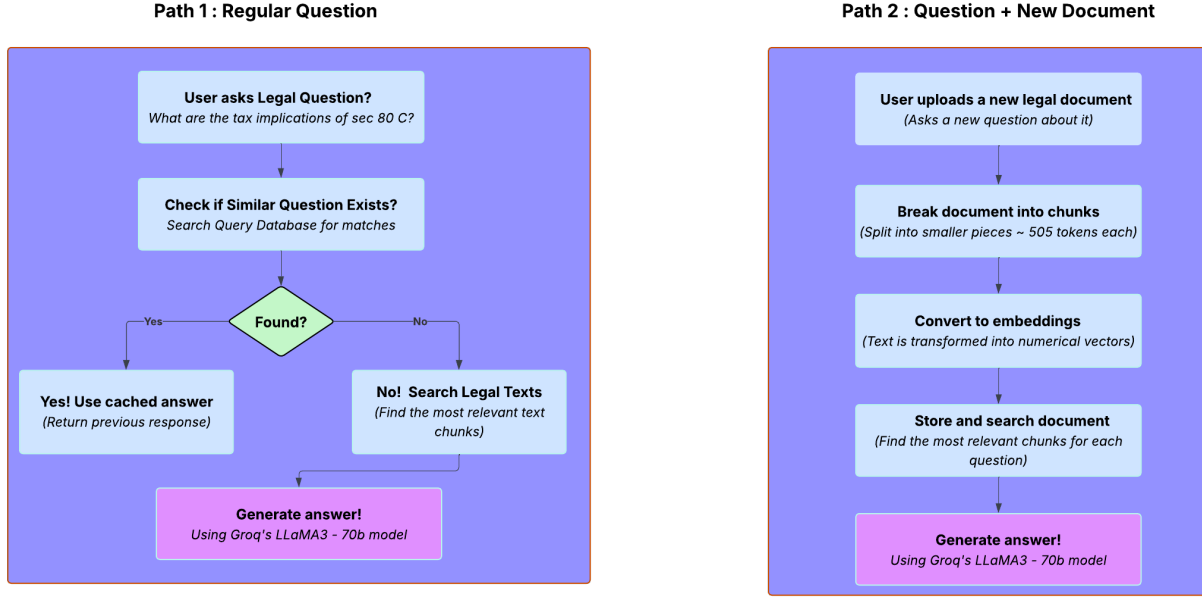 Path 1 : Regular Question
User asks Legal Question?
What are the tax implications of sec 80 C?
Check if Similar Question Exists?
Search Query Database for matches
Found?
Yes
No
Yes! Use cached answer
(Return previous response)
No!  Search Legal Texts
(Find the most relevant text
chunks)
Generate answer!
Using Groq's LLaMA3 - 70b model
Path 2 : Question + New Document
User uploads a new legal document
(Asks a new question about it)
Break document into chunks
(Split into smaller pieces ~ 505 tokens each)
Convert to embeddings
(Text is transformed into numerical vectors)
Store and search document
(Find the most relevant chunks for each
question)
Generate answer!
Using Groq's LLaMA3 - 70b model